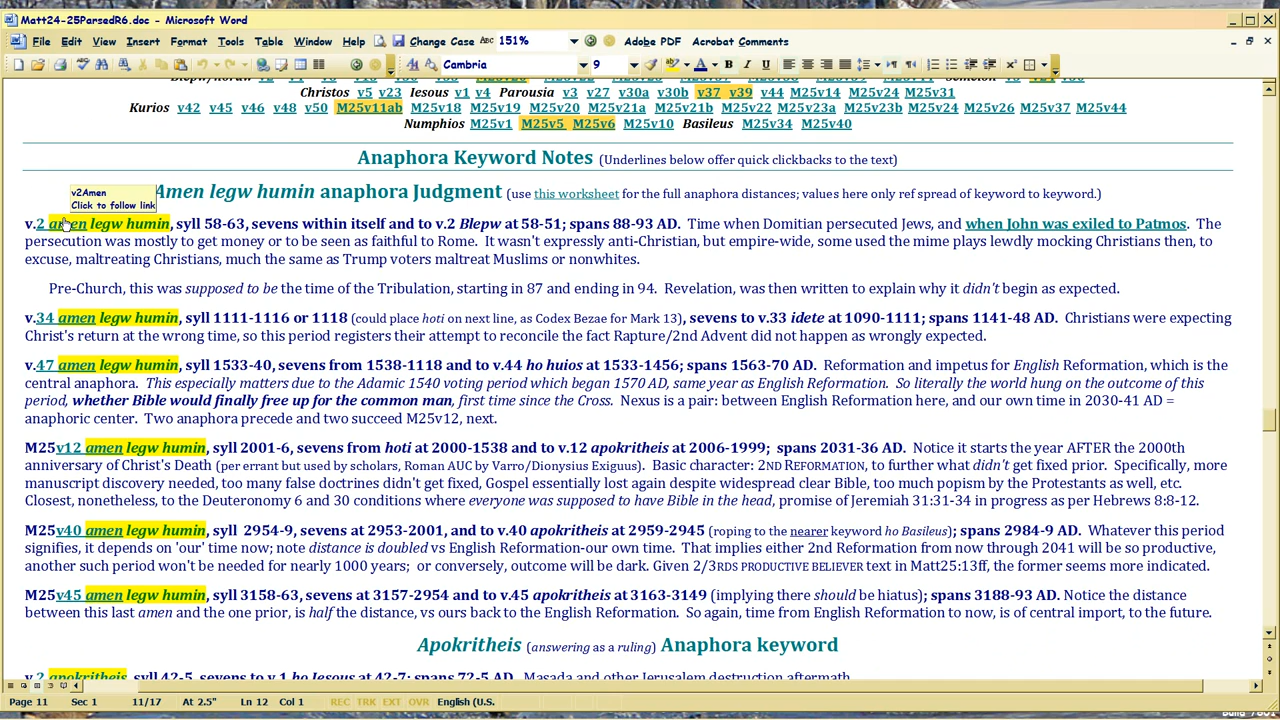 Matt24-25ParsedR6.doc - Microsoft Word
File Edit View Insert Format Tools Table Window Help Change Case ABC 151% Adobe PDF Acrobat Comments
Cambria 9 A B I U
Christos v5 v23 Iesous v1 v4 Parousia v3 v27 v30a v30b v37 v39 v44 M25v14 M25v24 M25v31
Kurios v42 v45 v46 v48 v50 M25v11ab M25v18 M25v19 M25v20 M25v21a M25v21b M25v22 M25v23a M25v23b M25v24 M25v26 M25v37 M25v44
Numphios M25v1 M25v5 M25v6 M25v10 Basileus M25v34 M25v40
Anaphora Keyword Notes (Underlines below offer quick clickbacks to the text)
v2Amen
Click to follow link
Amen legw humin anaphora Judgment (use this worksheet for the full anaphora distances; values here only ref spread of keyword to keyword.)
v.2 amen legw humin, syll 58-63, sevens within itself and to v.2 Blepw at 58-51; spans 88-93 AD. Time when Domitian persecuted Jews, and when John was exiled to Patmos. The
persecution was mostly to get money or to be seen as faithful to Rome. It wasn't expressly anti-Christian, but empire-wide, some used the mime plays lewdly mocking Christians then, to
excuse, maltreating Christians, much the same as Trump voters maltreat Muslims or nonwhites.
Pre-Church, this was supposed to be the time of the Tribulation, starting in 87 and ending in 94. Revelation, was then written to explain why it didn't begin as expected.
v.34 amen legw humin, syll 1111-1116 or 1118 (could place hoti on next line, as Codex Bezae for Mark 13), sevens to v.33 idete at 1090-1111; spans 1141-48 AD. Christians were expecting
Christ's return at the wrong time, so this period registers their attempt to reconcile the fact Rapture/2nd Advent did not happen as wrongly expected.
v.47 amen legw humin, syll 1533-40, sevens from 1538-1118 and to v.44 ho huios at 1533-1456; spans 1563-70 AD. Reformation and impetus for English Reformation, which is the
central anaphora. This especially matters due to the Adamic 1540 voting period which began 1570 AD, same year as English Reformation. So literally the world hung on the outcome of this
period, whether Bible would finally free up for the common man, first time since the Cross. Nexus is a pair: between English Reformation here, and our own time in 2030-41 AD =
anaphoric center. Two anaphora precede and two succeed M25v12, next.
M25v12 amen legw humin, syll 2001-6, sevens from hoti at 2000-1538 and to v.12 apokritheis at 2006-1999; spans 2031-36 AD. Notice it starts the year AFTER the 2000th
anniversary of Christ's Death (per errant but used by scholars, Roman AUC by Varro/Dionysius Exiguus). Basic character: 2ND REFORMATION, to further what didn't get fixed prior. Specifically, more
manuscript discovery needed, too many false doctrines didn't get fixed, Gospel essentially lost again despite widespread clear Bible, too much popism by the Protestants as well, etc.
Closest, nonetheless, to the Deuteronomy 6 and 30 conditions where everyone was supposed to have Bible in the head, promise of Jeremiah 31:31-34 in progress as per Hebrews 8:8-12.
M25v40 amen legw humin, syll 2954-9, sevens at 2953-2001, and to v.40 apokritheis at 2959-2945 (roping to the nearer keyword ho Basileus); spans 2984-9 AD. Whatever this period
signifies, it depends on 'our' time now; note distance is doubled vs English Reformation-our own time. That implies either 2nd Reformation from now through 2041 will be so productive,
another such period won't be needed for nearly 1000 years; or conversely, outcome will be dark. Given 2/3RDS PRODUCTIVE BELIEVER text in Matt25:13ff, the former seems more indicated.
M25v45 amen legw humin, syll 3158-63, sevens at 3157-2954 and to v.45 apokritheis at 3163-3149 (implying there should be hiatus); spans 3188-93 AD. Notice the distance
between this last amen and the one prior, is half the distance, vs ours back to the English Reformation. So again, time from English Reformation to now, is of central import, to the future.
Apokritheis (answering as a ruling) Anaphora keyword
v.2 apokritheis, syll 42-5, sevens to v.1 ho Iesous at 42-7; spans 72-5 AD. Masada and other Jerusalem destruction aftermath.
Page 11 Sec 1 11/17 At 2.5" Ln 12 Col 1 REC TRK EXT OVR English (U.S.